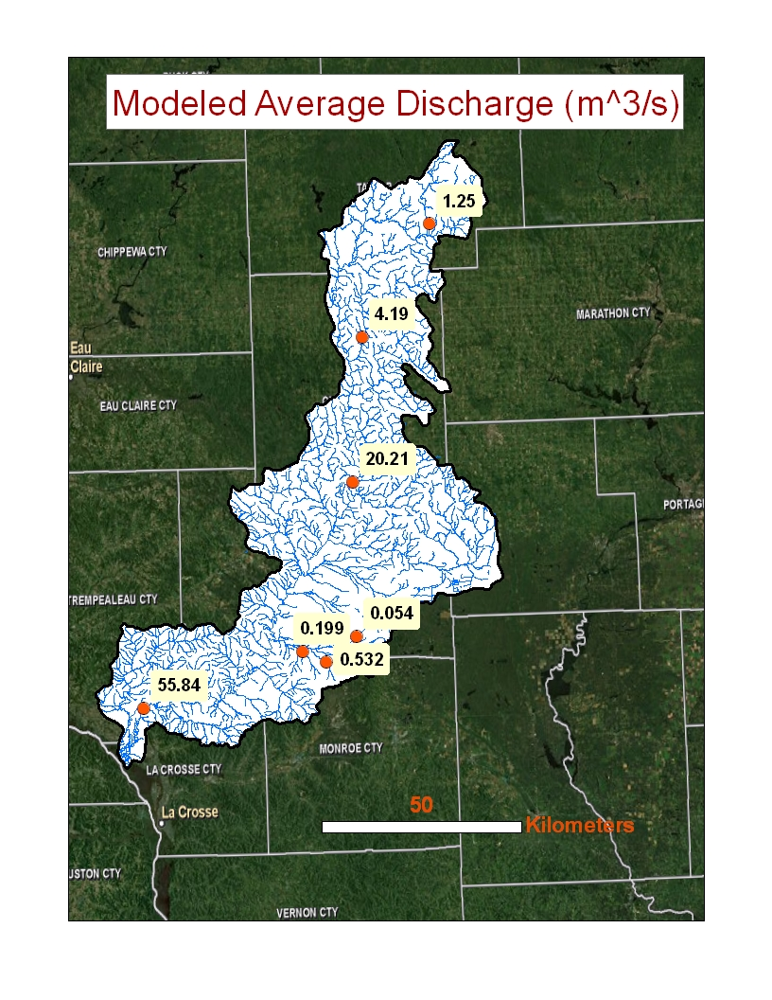 Modeled Average Discharge (m^3/s)
1.25
CHIPPEWA CTY
MARATHON CTY
4.19
Eau
Claire
EAU CLAIRE CTY
20.21
PORTAG
TREMPEALEAU CTY
0.054
0.199
0.532
55.84
MONROE CTY
LA CROSSE CTY
50
La Crosse
Kilometers
USTON CTY
VERNON CTY